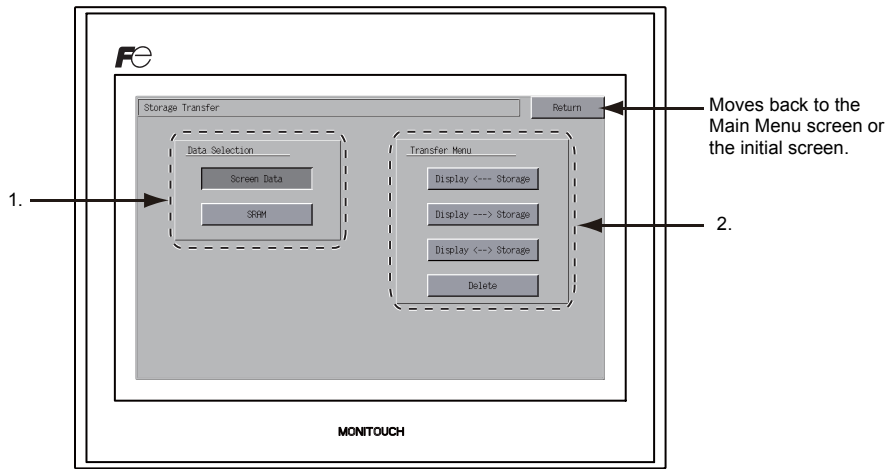 Fe
Storage Transfer
Return
Moves back to the
Main Menu screen or
the initial screen.
Data Selection
Screen Data
SRAM
1.
Transfer Menu
Display <--- Storage
Display ---> Storage
Display <--> Storage
Delete
2.
MONITOUCH